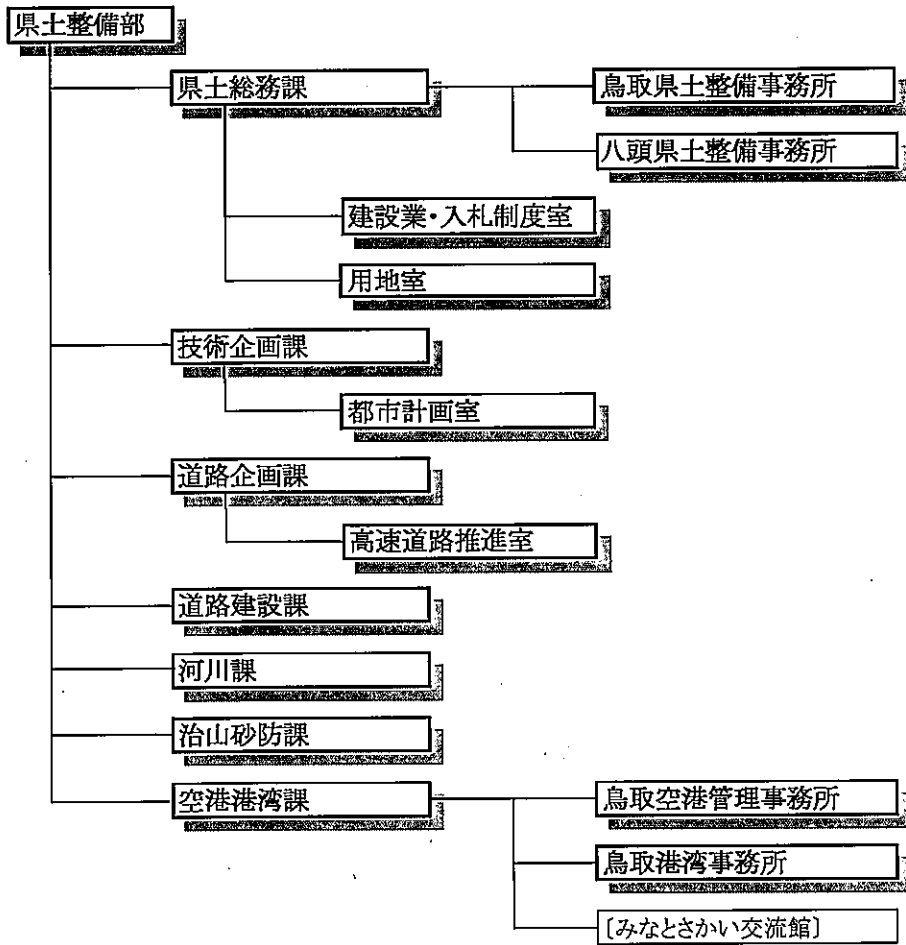 県土整備部
県土総務課
鳥取県土整備事務所
八頭県土整備事務所
建設業・入札制度室
用地室
技術企画課
都市計画室
道路企画課
高速道路推進室
道路建設課
河川課
治山砂防課
空港港湾課
鳥取空港管理事務所
鳥取港湾事務所
〔みなとさかい交流館〕